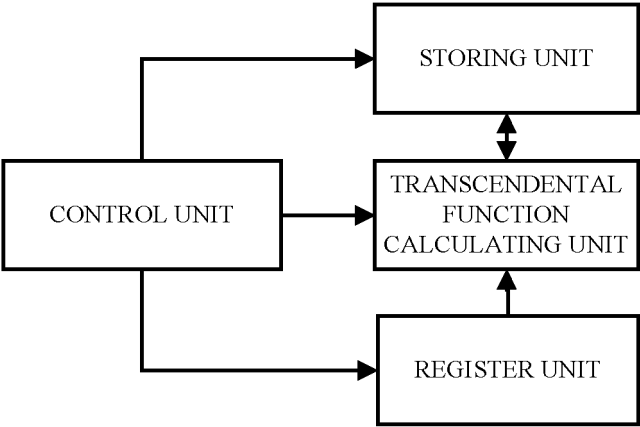 STORING UNIT
CONTROL UNIT
TRANSCENDENTAL
FUNCTION
CALCULATING UNIT
REGISTER UNIT